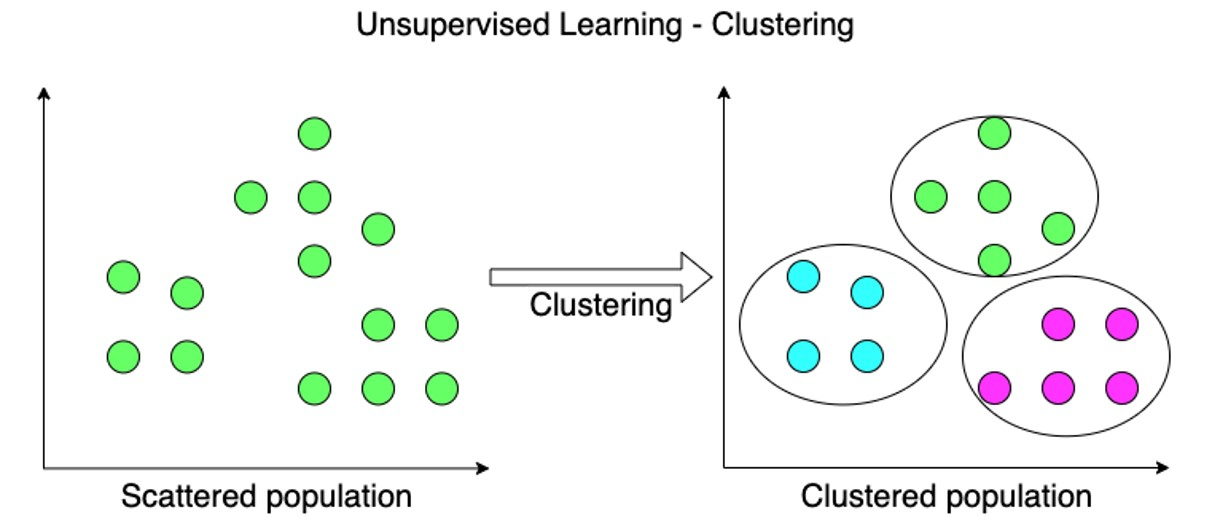 Unsupervised Learning - Clustering
Clustering
Scattered population
Clustered population